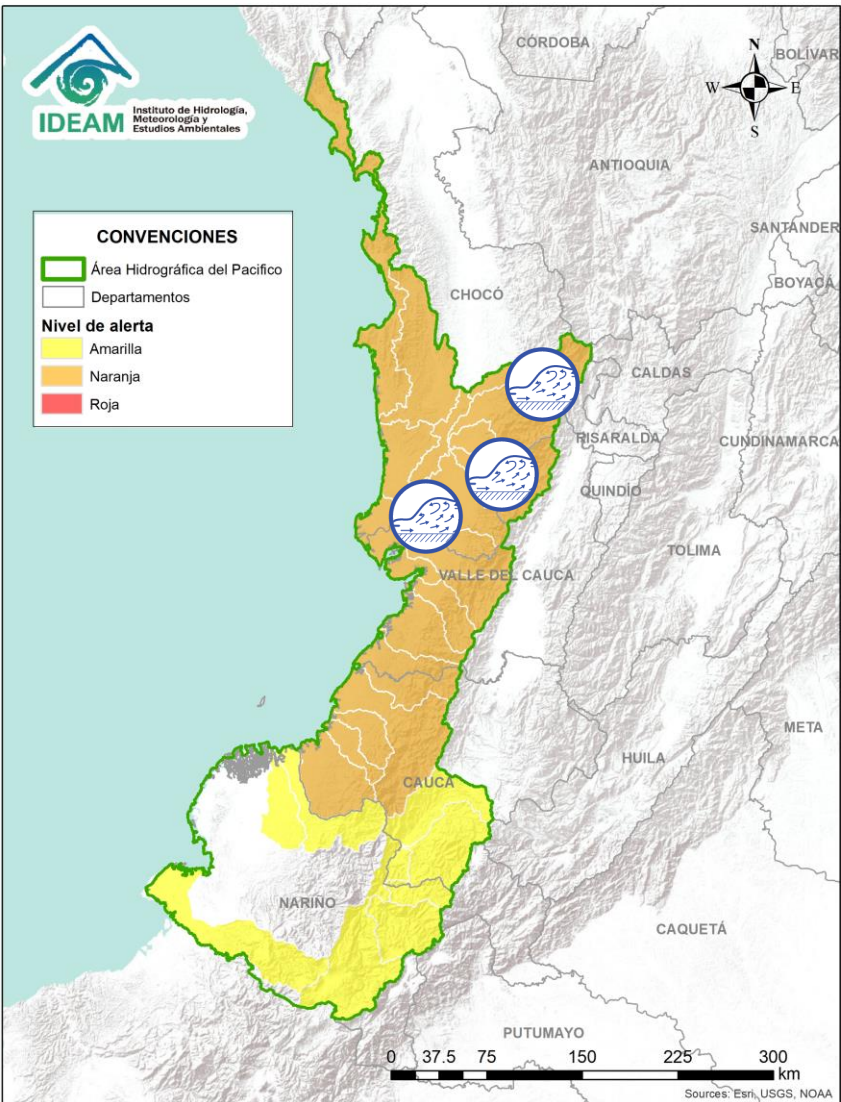 IDEAM
Instituto de Hidrología,
Meteorología y
Estudios Ambientales
CÓRDOBA
BOLÍVAR
N
W
E
S
ANTIOQUIA
SANTANDER
BOYACÁ
CHOCÓ
CONVENCIONES
Área Hidrográfica del Pacifico
Departamentos
Nivel de alerta
Amarilla
Naranja
Roja
CALDAS
RISARALDA
CUNDINAMARCA
QUINDÍO
TOLIMA
VALLE DEL CAUCA
META
HUILA
CAUCA
NARIÑO
CAQUETÁ
PUTUMAYO
0 37.5 75 150 225 300
km
Sources: Esri, USGS, NOAA